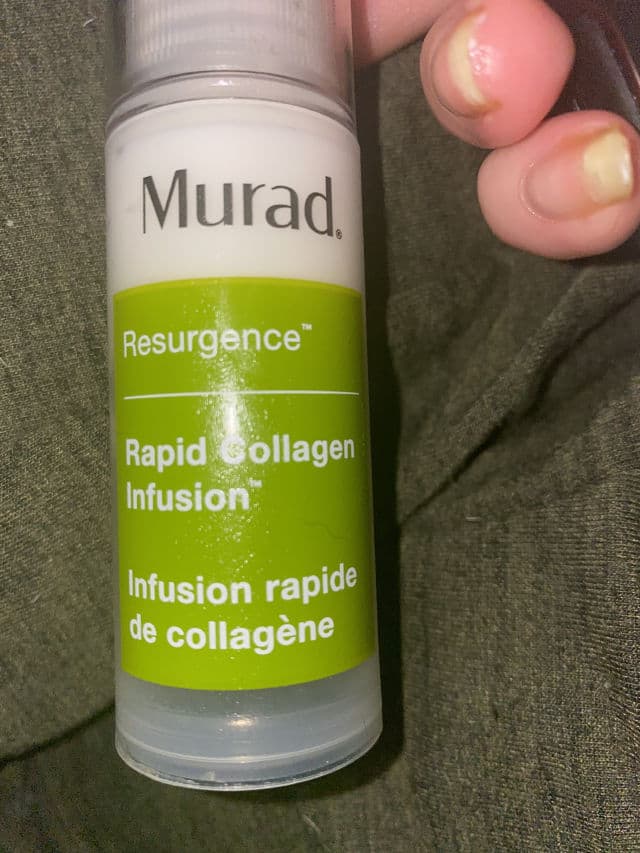 Murad®
Resurgence™
Rapid Collagen
Infusion™
Infusion rapide
de collagène